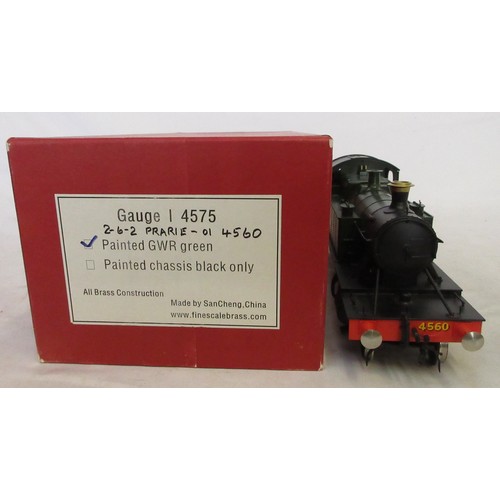 Gauge I 4575
2-6-2 PRARIE-01 4560
Painted GWR green
Painted chassis black only
All Brass Construction
Made by SanCheng,China
www.finescalebrass.com
4560